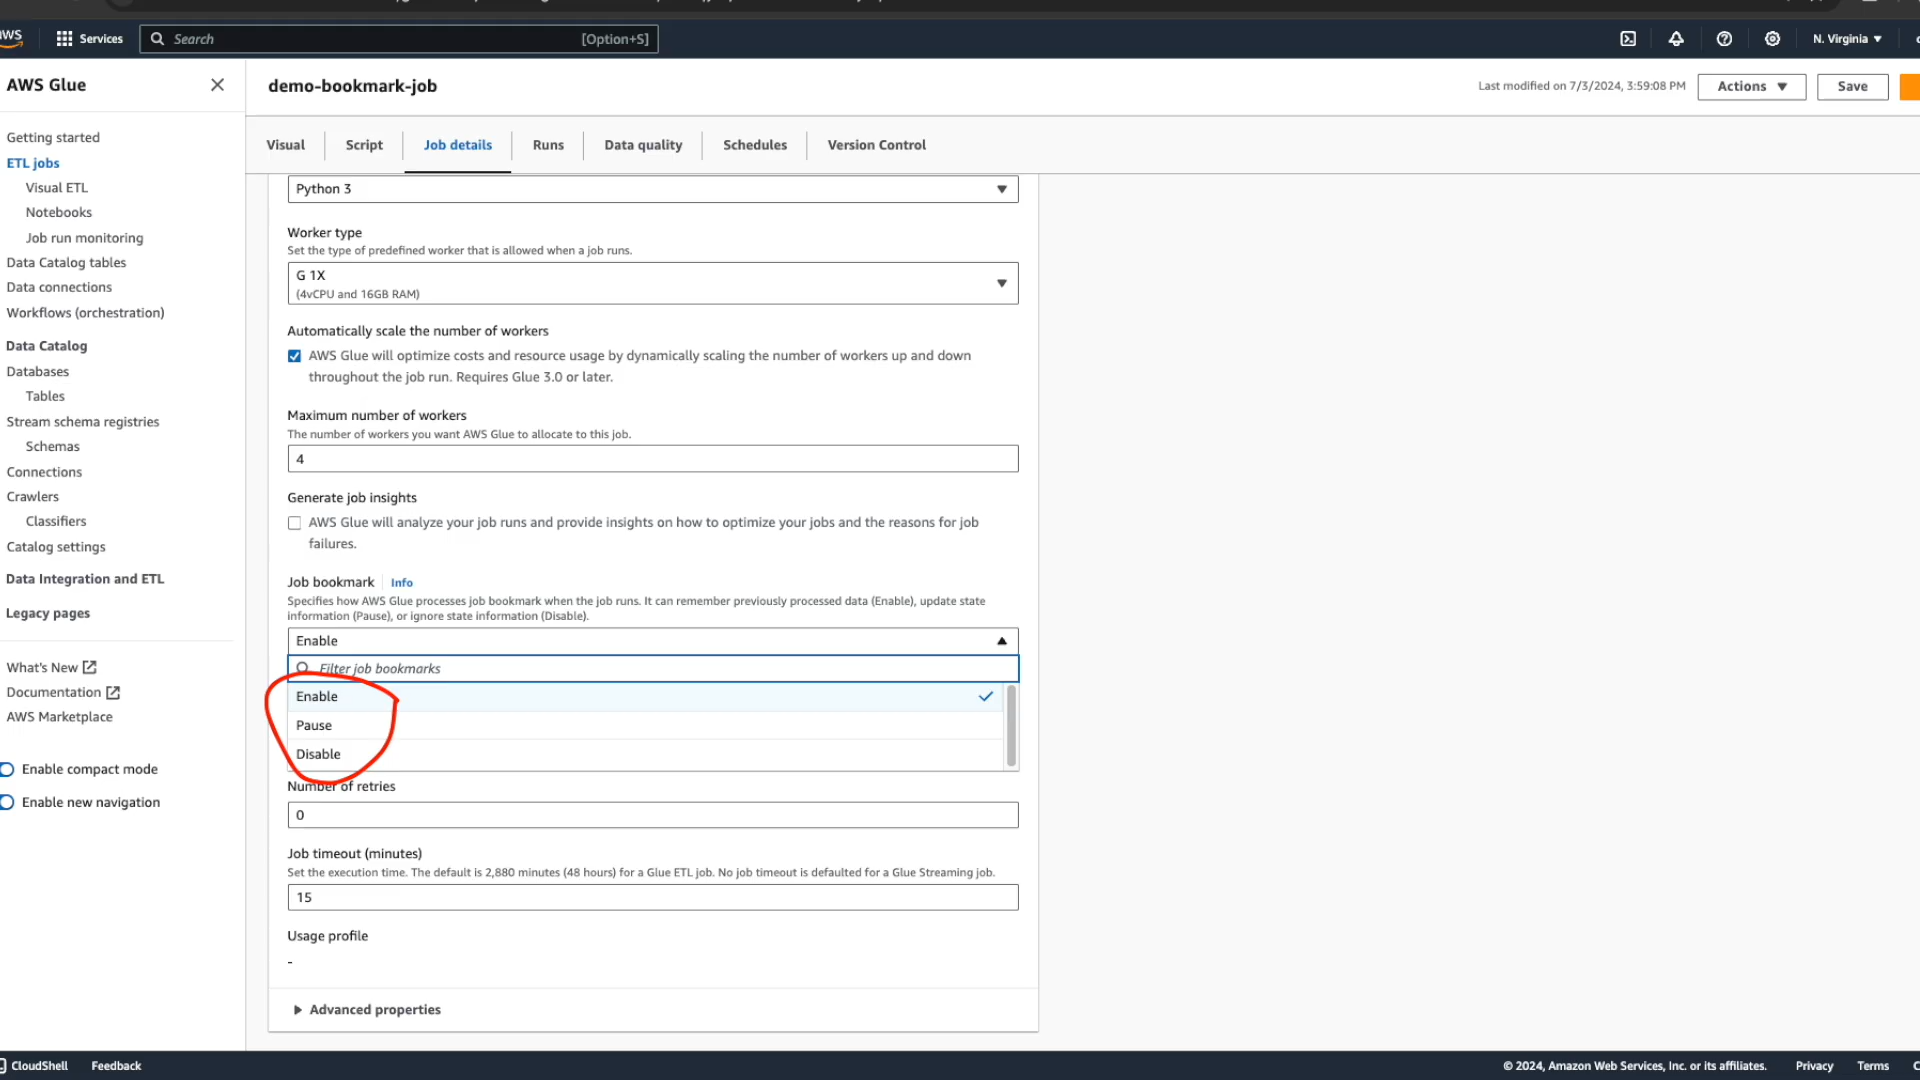 aws
Services
Search
[Option+S]
N. Virginia
AWS Glue
demo-bookmark-job
Last modified on 7/3/2024, 3:59:08 PM
Actions
Save
Getting started
ETL jobs
Visual ETL
Notebooks
Job run monitoring
Data Catalog tables
Data connections
Workflows (orchestration)
Data Catalog
Databases
Tables
Stream schema registries
Schemas
Connections
Crawlers
Classifiers
Catalog settings
Data Integration and ETL
Legacy pages
What's New
Documentation
AWS Marketplace
Enable compact mode
Enable new navigation
Visual
Script
Job details
Runs
Data quality
Schedules
Version Control
Python 3
Worker type
Set the type of predefined worker that is allowed when a job runs.
G 1X
(4vCPU and 16GB RAM)
Automatically scale the number of workers
AWS Glue will optimize costs and resource usage by dynamically scaling the number of workers up and down
throughout the job run. Requires Glue 3.0 or later.
Maximum number of workers
The number of workers you want AWS Glue to allocate to this job.
4
Generate job insights
AWS Glue will analyze your job runs and provide insights on how to optimize your jobs and the reasons for job
failures.
Job bookmark
Info
Specifies how AWS Glue processes job bookmark when the job runs. It can remember previously processed data (Enable), update state
information (Pause), or ignore state information (Disable).
Enable
Filter job bookmarks
Enable
Pause
Disable
Number of retries
0
Job timeout (minutes)
Set the execution time. The default is 2,880 minutes (48 hours) for a Glue ETL job. No job timeout is defaulted for a Glue Streaming job.
15
Usage profile
-
Advanced properties
CloudShell
Feedback
© 2024, Amazon Web Services, Inc. or its affiliates.
Privacy
Terms